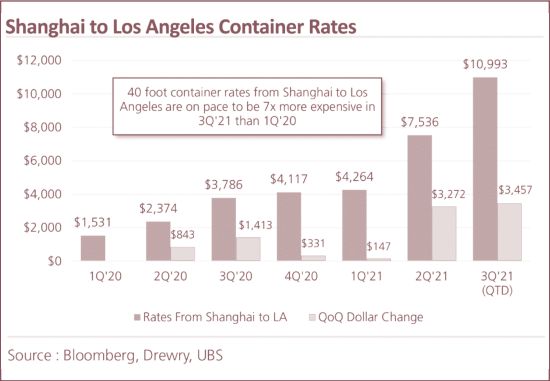 Shanghai to Los Angeles Container Rates
$12,000
$10,000
$8,000
$6,000
$4,000
$2,000
$0
40 foot container rates from Shanghai to Los
Angeles are on pace to be 7x more expensive in
3Q'21 than 1Q'20
$1,531
$2,374
$843
$3,786
$1,413
$4,117
$331
$4,264
$147
$7,536
$3,272
$10,993
$3,457
1Q'20
2Q'20
3Q'20
4Q'20
1Q'21
2Q'21
3Q'21
(QTD)
Rates From Shanghai to LA
QoQ Dollar Change
Source : Bloomberg, Drewry, UBS